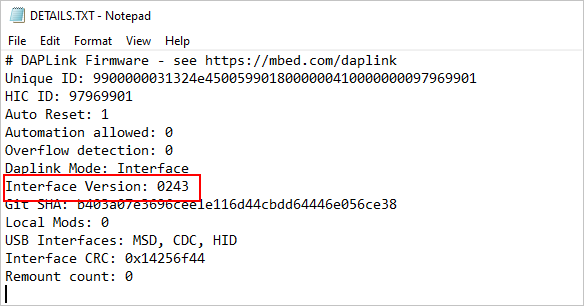 DETAILS.TXT - Notepad
File Edit Format View Help
# DAPLink Firmware - see https://mbed.com/daplink
Unique ID: 9900000031324e45005990180000004100000000097969901
HIC ID: 97969901
Auto Reset: 1
Automation allowed: 0
Overflow detection: 0
Daplink Mode: Interface
Interface Version: 0243
Git SHA: b403a07e3696cee1e116d44cbdd64446e056ce38
Local Mods: 0
USB Interfaces: MSD, CDC, HID
Interface CRC: 0x14256f44
Remount count: 0